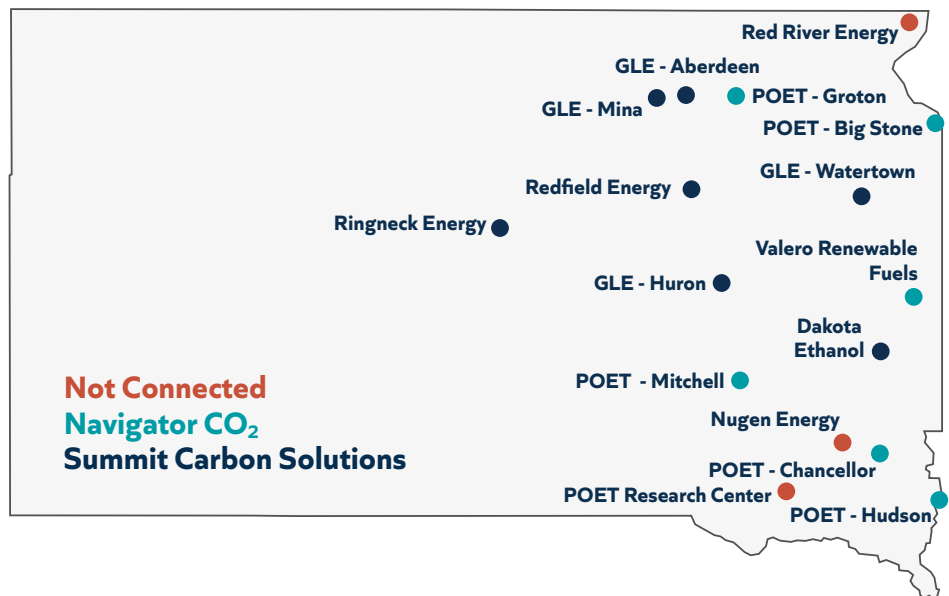 Red River Energy
GLE - Aberdeen
GLE - Mina
POET - Groton
POET - Big Stone
GLE - Watertown
Redfield Energy
Ringneck Energy
Valero Renewable
Fuels
GLE - Huron
Dakota
Ethanol
POET - Mitchell
Not Connected
Navigator CO₂
Summit Carbon Solutions
Nugen Energy
POET - Chancellor
POET Research Center
POET - Hudson